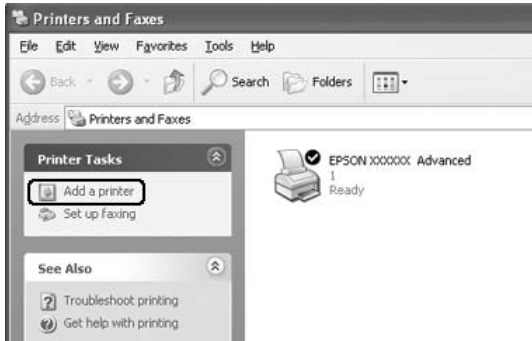 Printers and Faxes
File Edit View Favorites Tools Help
Back Search Folders
Address Printers and Faxes
Printer Tasks
Add a printer
Set up faxing
See Also
Troubleshoot printing
Get help with printing
EPSON XXXXXX Advanced
1
Ready